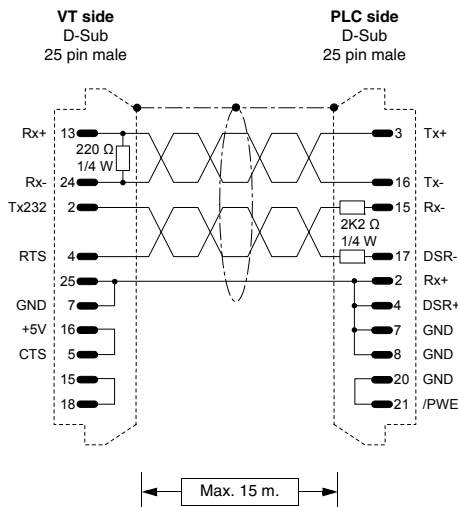 VT side
D-Sub
25 pin male
PLC side
D-Sub
25 pin male
Rx+ 13
220 Ω
1/4 W
Rx- 24
Tx232 2
RTS 4
25
GND 7
+5V 16
CTS 5
15
18
3 Tx+
16 Tx-
15 Rx-
2K2 Ω
1/4 W
17 DSR-
2 Rx+
4 DSR+
7 GND
8 GND
20 GND
21 /PWE
Max. 15 m.